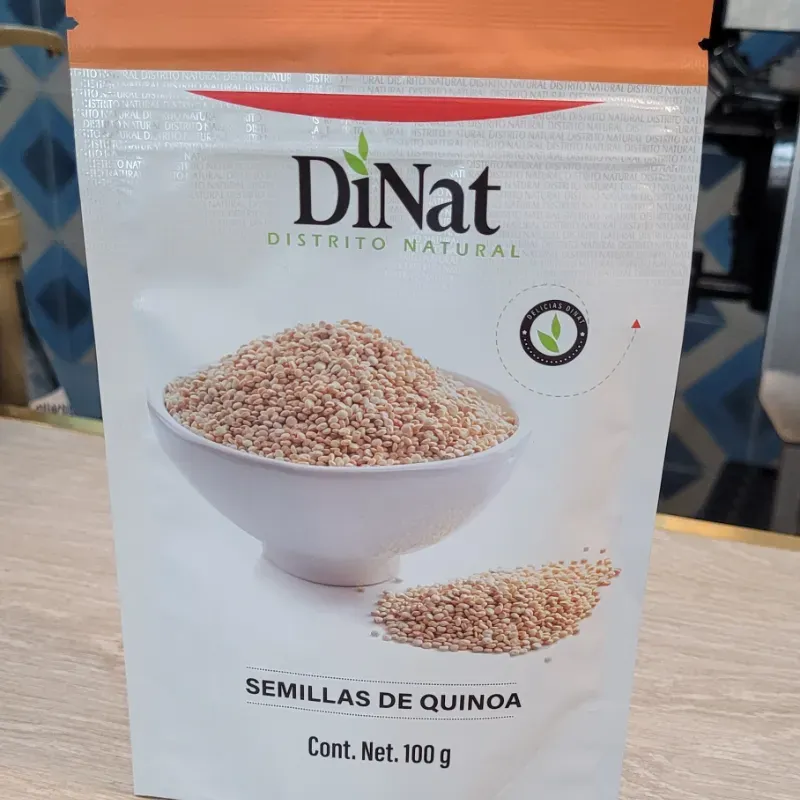 DiNat
DISTRITO NATURAL
DELICIAS DINAT
SEMILLAS DE QUINOA
Cont. Net. 100 g